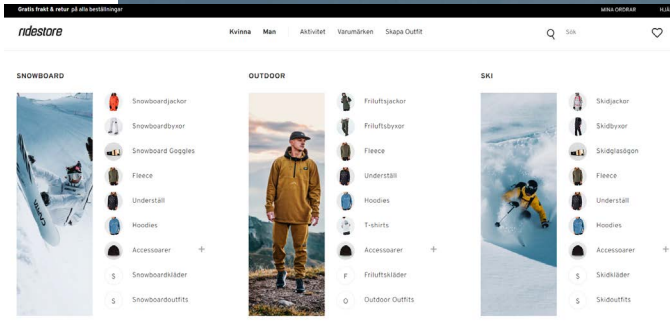 Gratis frakt & retur på alla beställningar
MINA ORDRAR
ridestore
Kvinna Man Aktivitet Varumärken Skapa Outfit
Sök
SNOWBOARD
Snowboardjackor
Snowboardbyxor
Snowboard Goggles
Fleece
Underställ
Hoodies
Accessoarer +
S Snowboardkläder
S Snowboardoutfits
OUTDOOR
Friluftsjackor
Friluftsbyxor
Fleece
Underställ
Hoodies
T-shirts
Accessoarer +
F Friluftskläder
O Outdoor Outfits
SKI
Skidjackor
Skidbyxor
Skidglasögon
Fleece
Underställ
Hoodies
Accessoarer +
S Skidkläder
S Skidoutfits